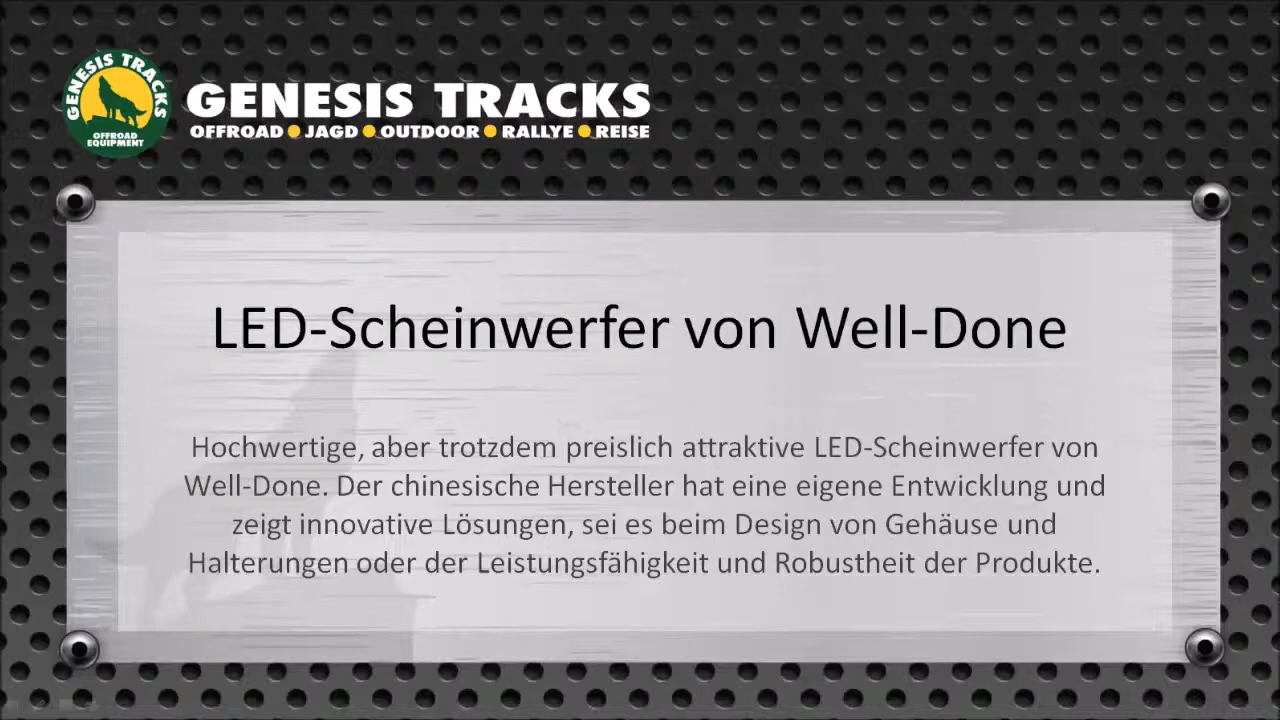 GENESIS TRACKS
OFFROAD
EQUIPMENT
GENESIS TRACKS
OFFROAD ● JAGD ● OUTDOOR ● RALLYE ● REISE
LED-Scheinwerfer von Well-Done
Hochwertige, aber trotzdem preislich attraktive LED-Scheinwerfer von
Well-Done. Der chinesische Hersteller hat eine eigene Entwicklung und
zeigt innovative Lösungen, sei es beim Design von Gehäuse und
Halterungen oder der Leistungsfähigkeit und Robustheit der Produkte.